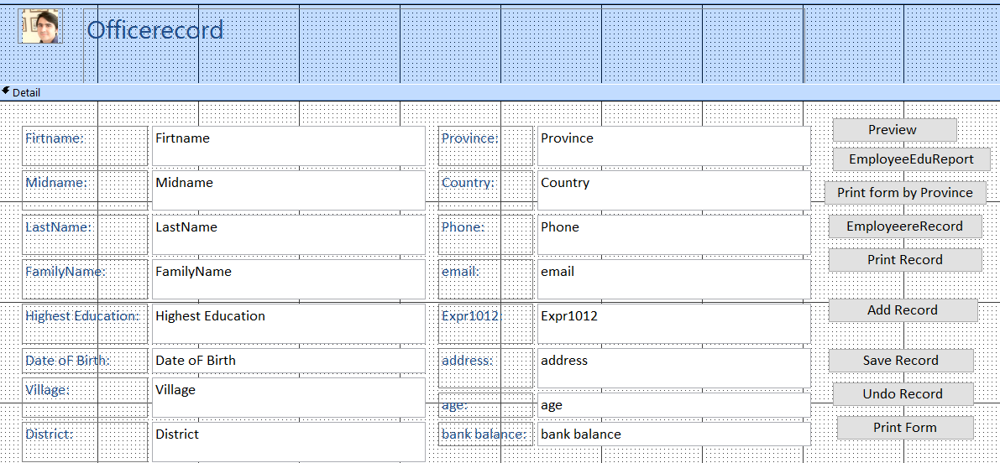 Officerecord
Detail
Firtname: Firtname Province: Province Preview
EmployeeEduReport
Midname: Midname Country: Country Print form by Province
LastName: LastName Phone: Phone EmployeereRecord
Print Record
FamilyName: FamilyName email: email
Highest Education: Highest Education Expr1012: Expr1012 Add Record
Date oF Birth: Date oF Birth address: address Save Record
Village: Village Undo Record
age: age
District: District bank balance: bank balance Print Form